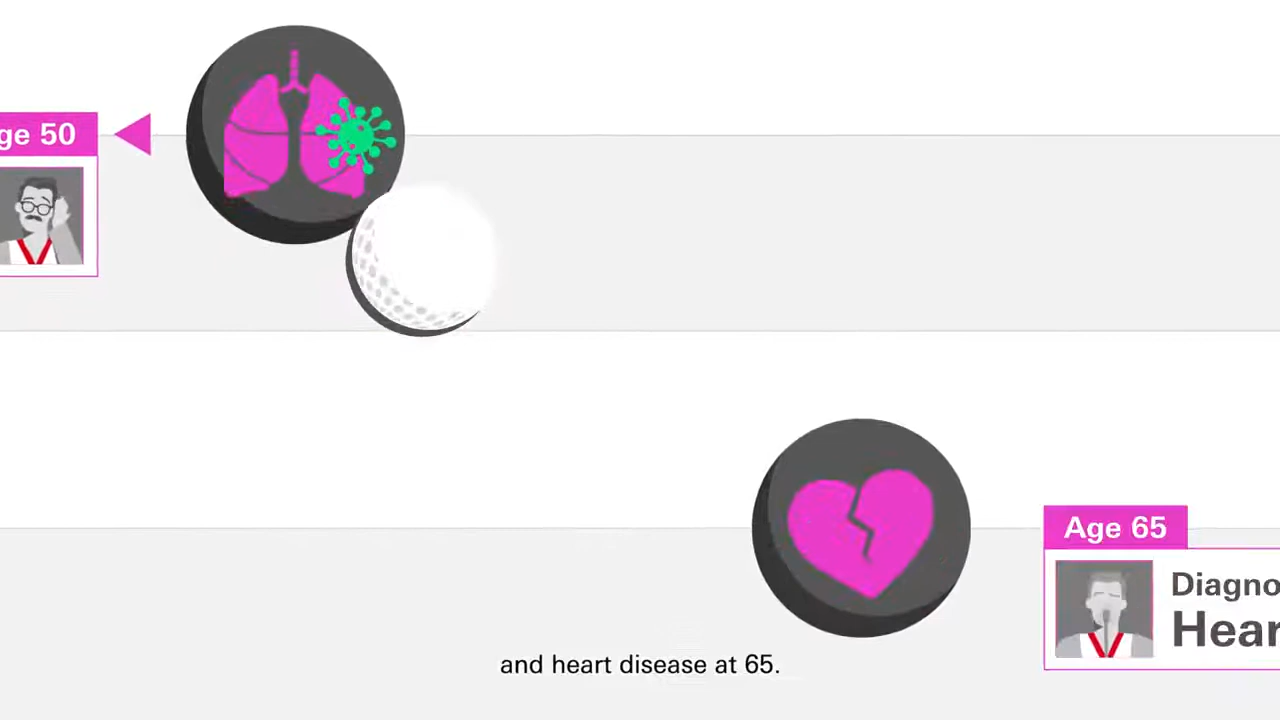 ge 50
Age 65
Diagno
Hear
and heart disease at 65.